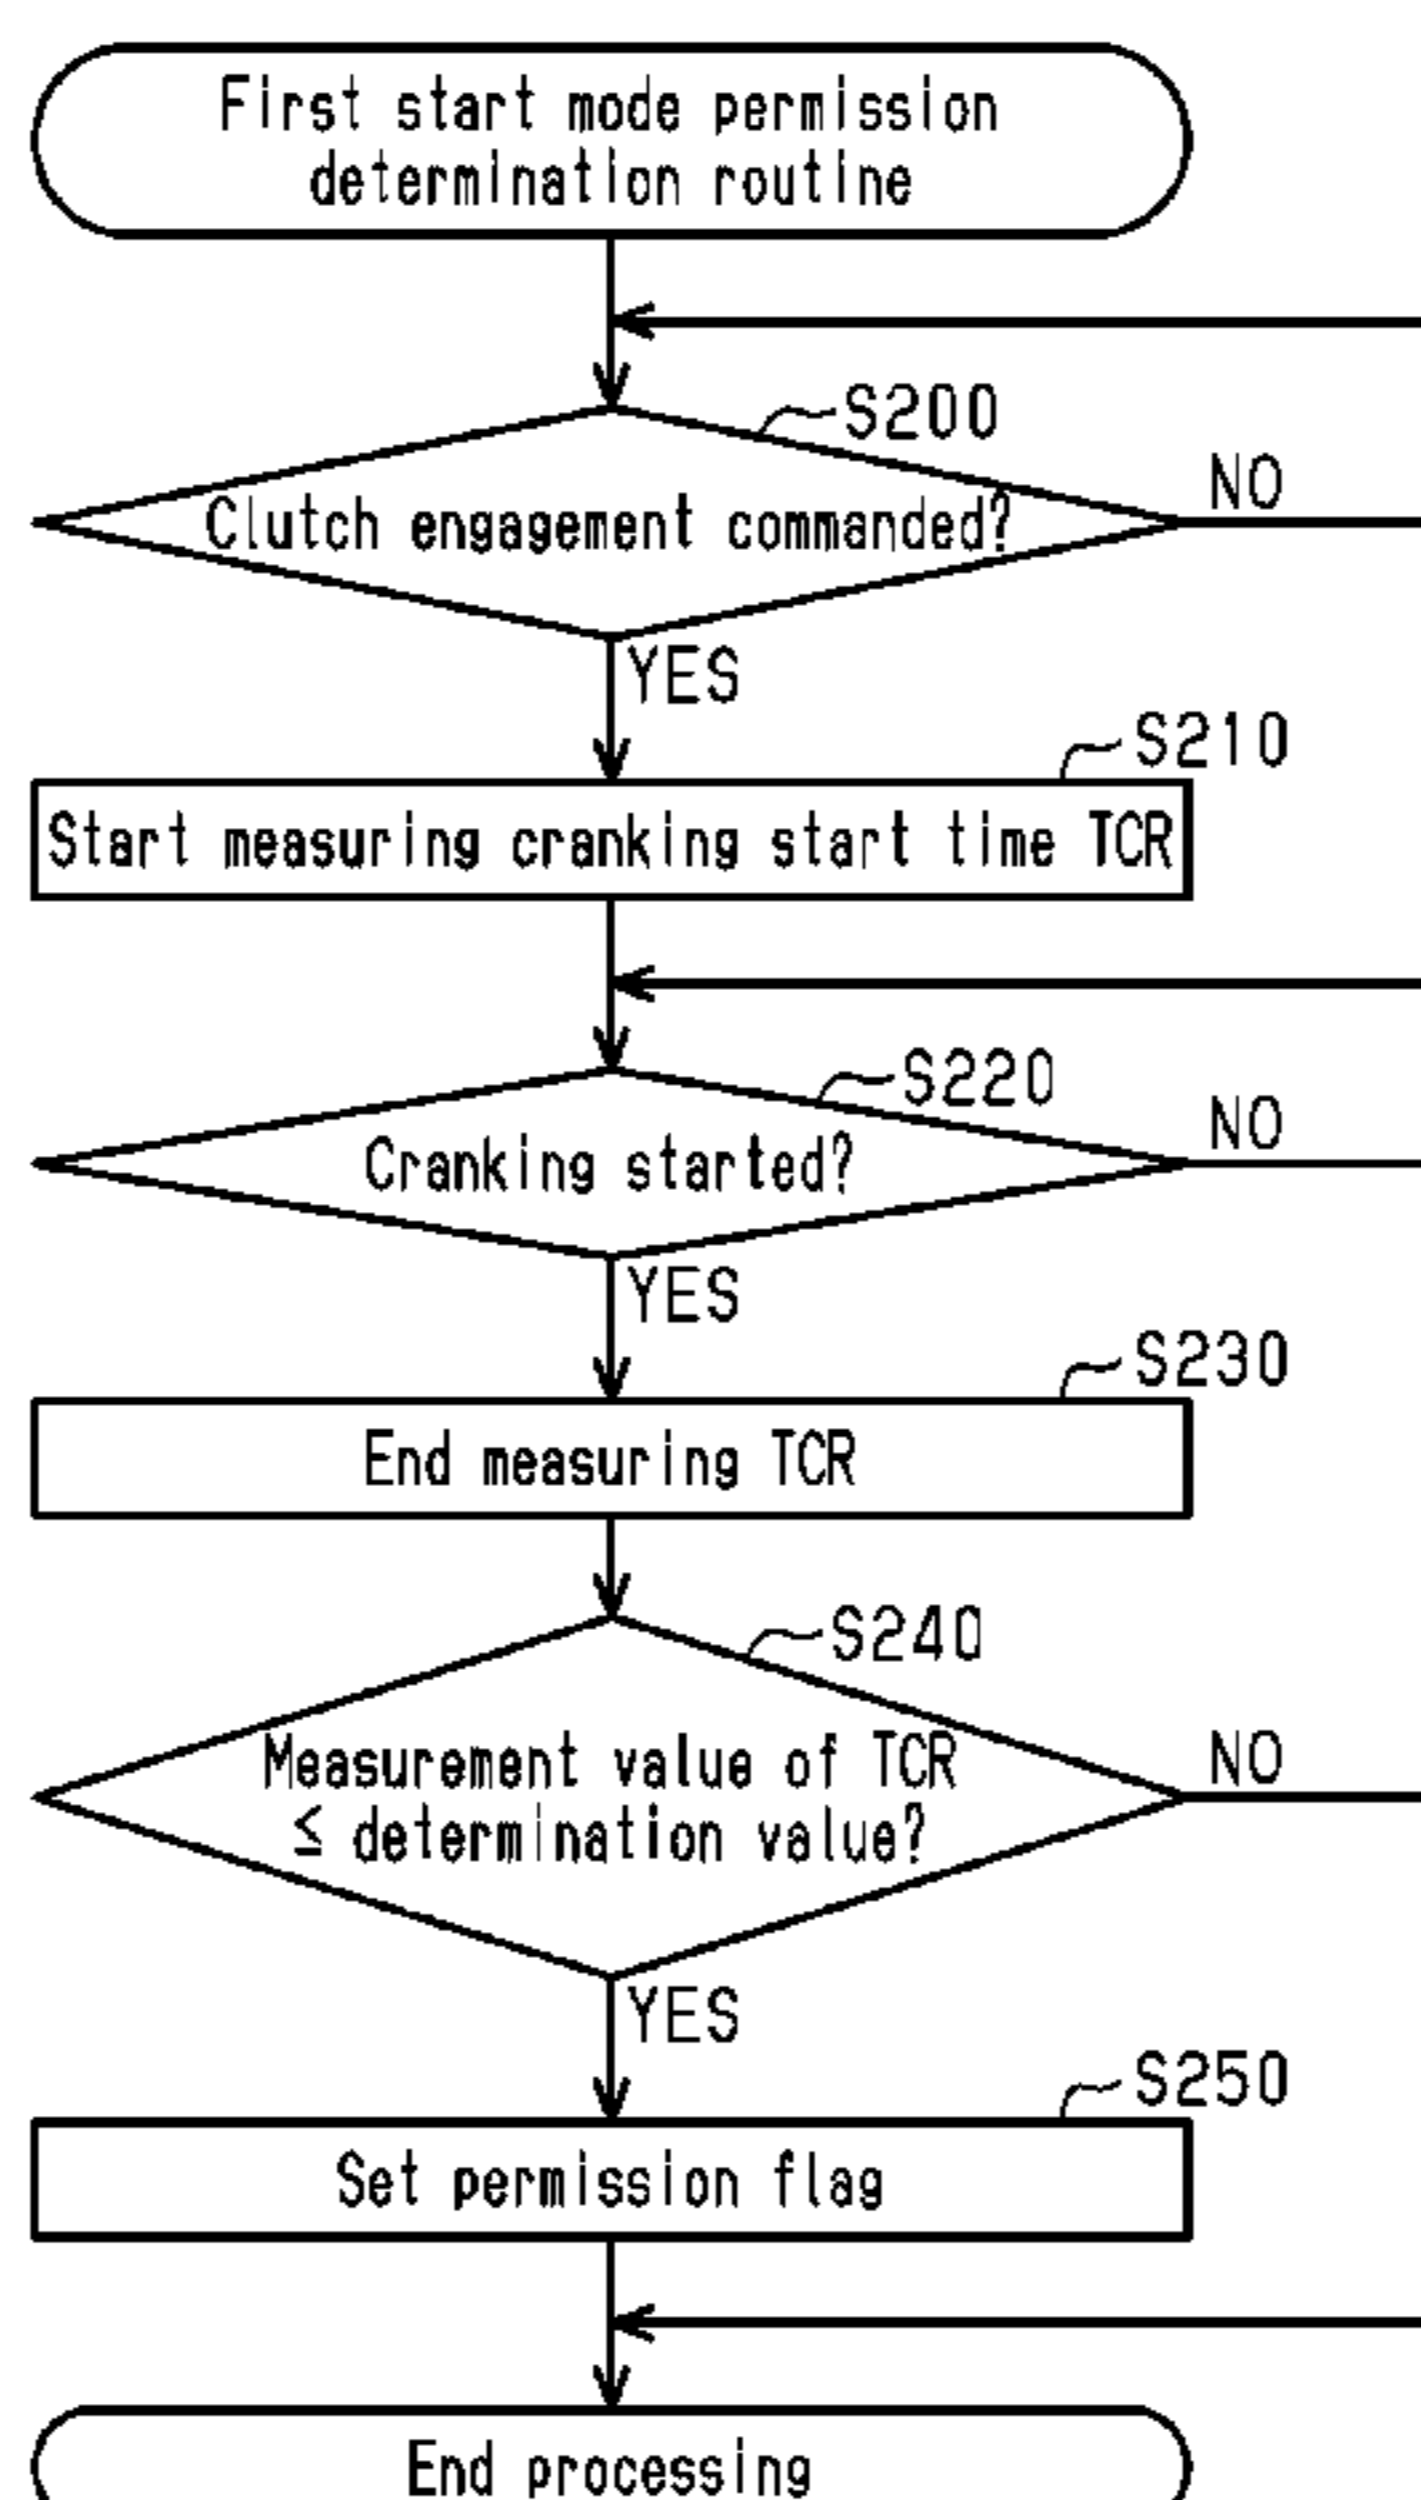 First start mode permission
determination routine
S200
Clutch engagement commanded?
NO
YES
S210
Start measuring cranking start time TCR
S220
Cranking started?
NO
YES
S230
End measuring TCR
S240
Measurement value of TCR
≤ determination value?
NO
YES
S250
Set permission flag
End processing